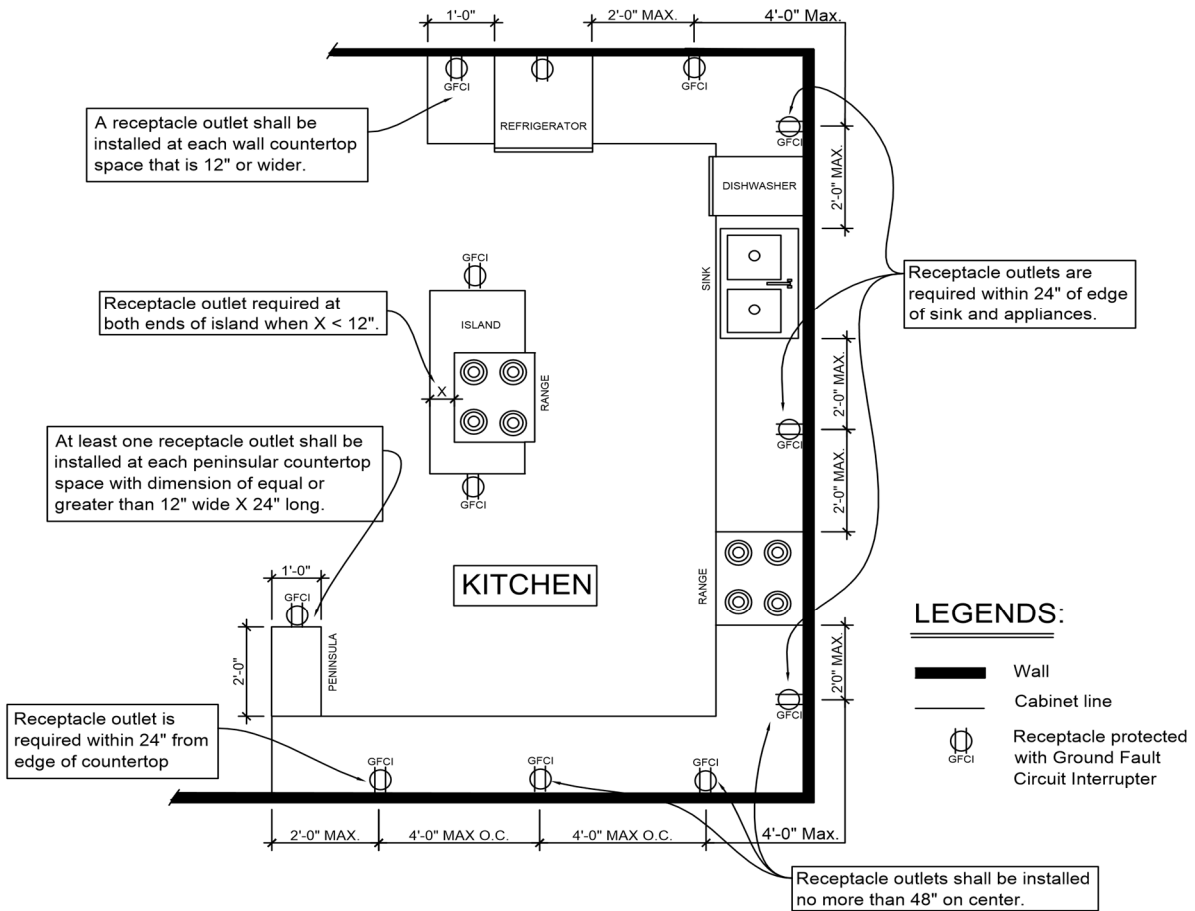 1'-0"
2'-0" MAX.
4'-0" Max.
GFCI
GFCI
A receptacle outlet shall be
installed at each wall countertop
space that is 12" or wider.
REFRIGERATOR
GFCI
DISHWASHER
2'-0" MAX.
GFCI
SINK
Receptacle outlets are
required within 24" of edge
of sink and appliances.
Receptacle outlet required at
both ends of island when X < 12".
ISLAND
X
RANGE
2'-0" MAX.
GFCI
At least one receptacle outlet shall be
installed at each peninsular countertop
space with dimension of equal or
greater than 12" wide X 24" long.
GFCI
2'-0" MAX.
1'-0"
GFCI
KITCHEN
RANGE
PENINSULA
2'-0"
2'0" MAX.
GFCI
LEGENDS:
Wall
Cabinet line
GFCI
Receptacle protected
with Ground Fault
Circuit Interrupter
Receptacle outlet is
required within 24" from
edge of countertop
GFCI
GFCI
GFCI
2'-0" MAX.
4'-0" MAX O.C.
4'-0" MAX O.C.
4'-0" Max.
Receptacle outlets shall be installed
no more than 48" on center.